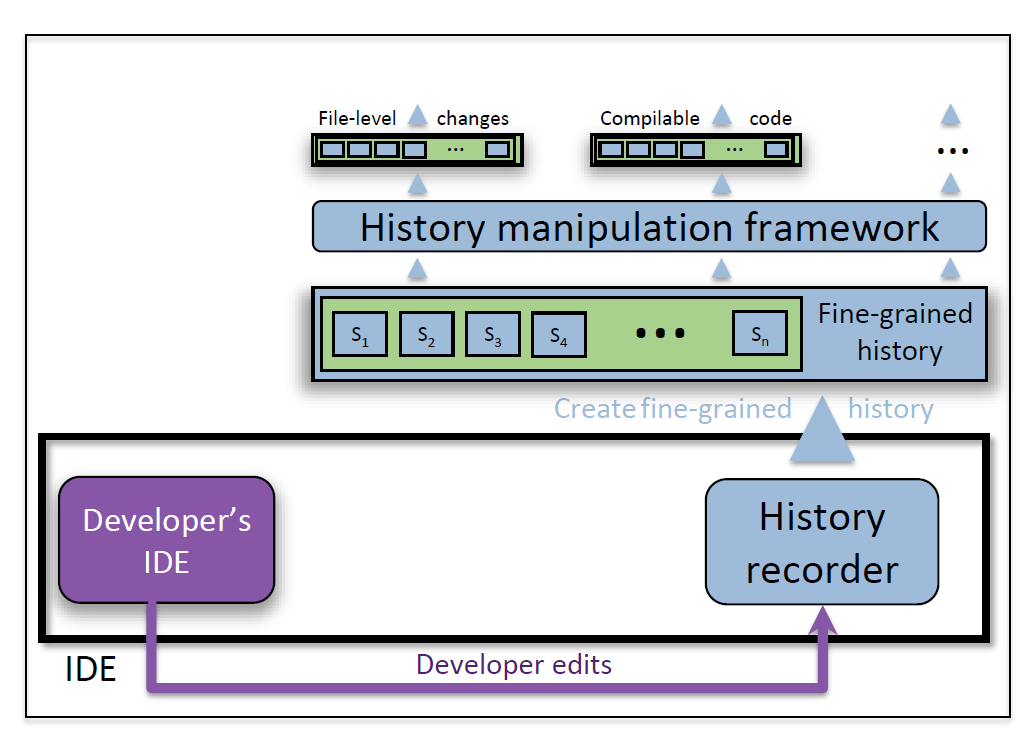 File-level changes
Compilable code
...
... ...
History manipulation framework
S1 S2 S3 S4 ... Sn
Fine-grained
history
Create fine-grained history
Developer's
IDE
History
recorder
Developer edits
IDE